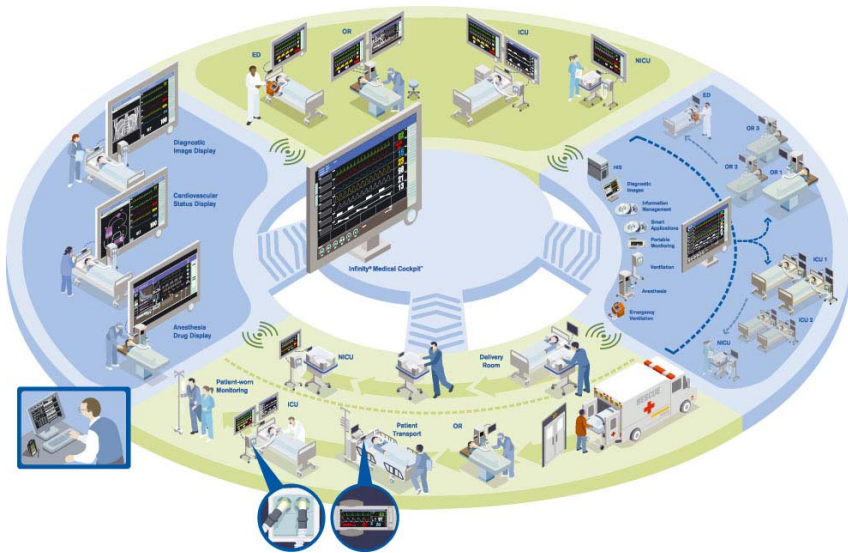 ED
OR
ICU
NICU
Diagnostic
Image Display
Cardiovascular
Status Display
Anesthesia
Drug Display
Infinity® Medical Cockpit™
HIS
Diagnostic
Images
Information
Management
Smart
Applications
Portable
Monitoring
Ventilation
Anesthesia
Emergency
Ventilation
ED
OR 3
OR 2
OR 1
ICU 1
ICU 2
NICU
NICU
Delivery
Room
Patient-worn
Monitoring
ICU
Patient
Transport
OR
RESCUE